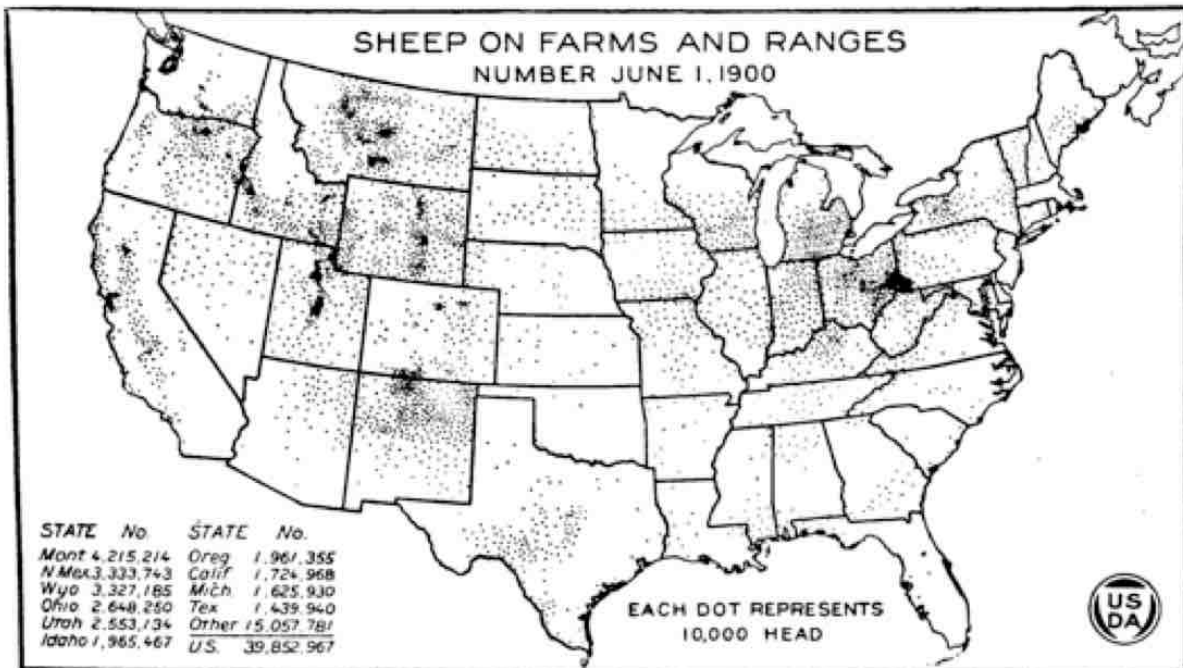 SHEEP ON FARMS AND RANGES
NUMBER JUNE 1, 1900
STATE No. STATE No.
Mont 4,215,214 Oreg 1,961,355
N.Mex 3,333,743 Calif 1,724,968
Wyo 3,327,185 Mich. 1,625,930
Ohio 2,648,250 Tex 1,439,940
Utah 2,553,134 Other 15,057,781
Idaho 1,965,467 U.S. 39,852,967
EACH DOT REPRESENTS
10,000 HEAD
US
DA